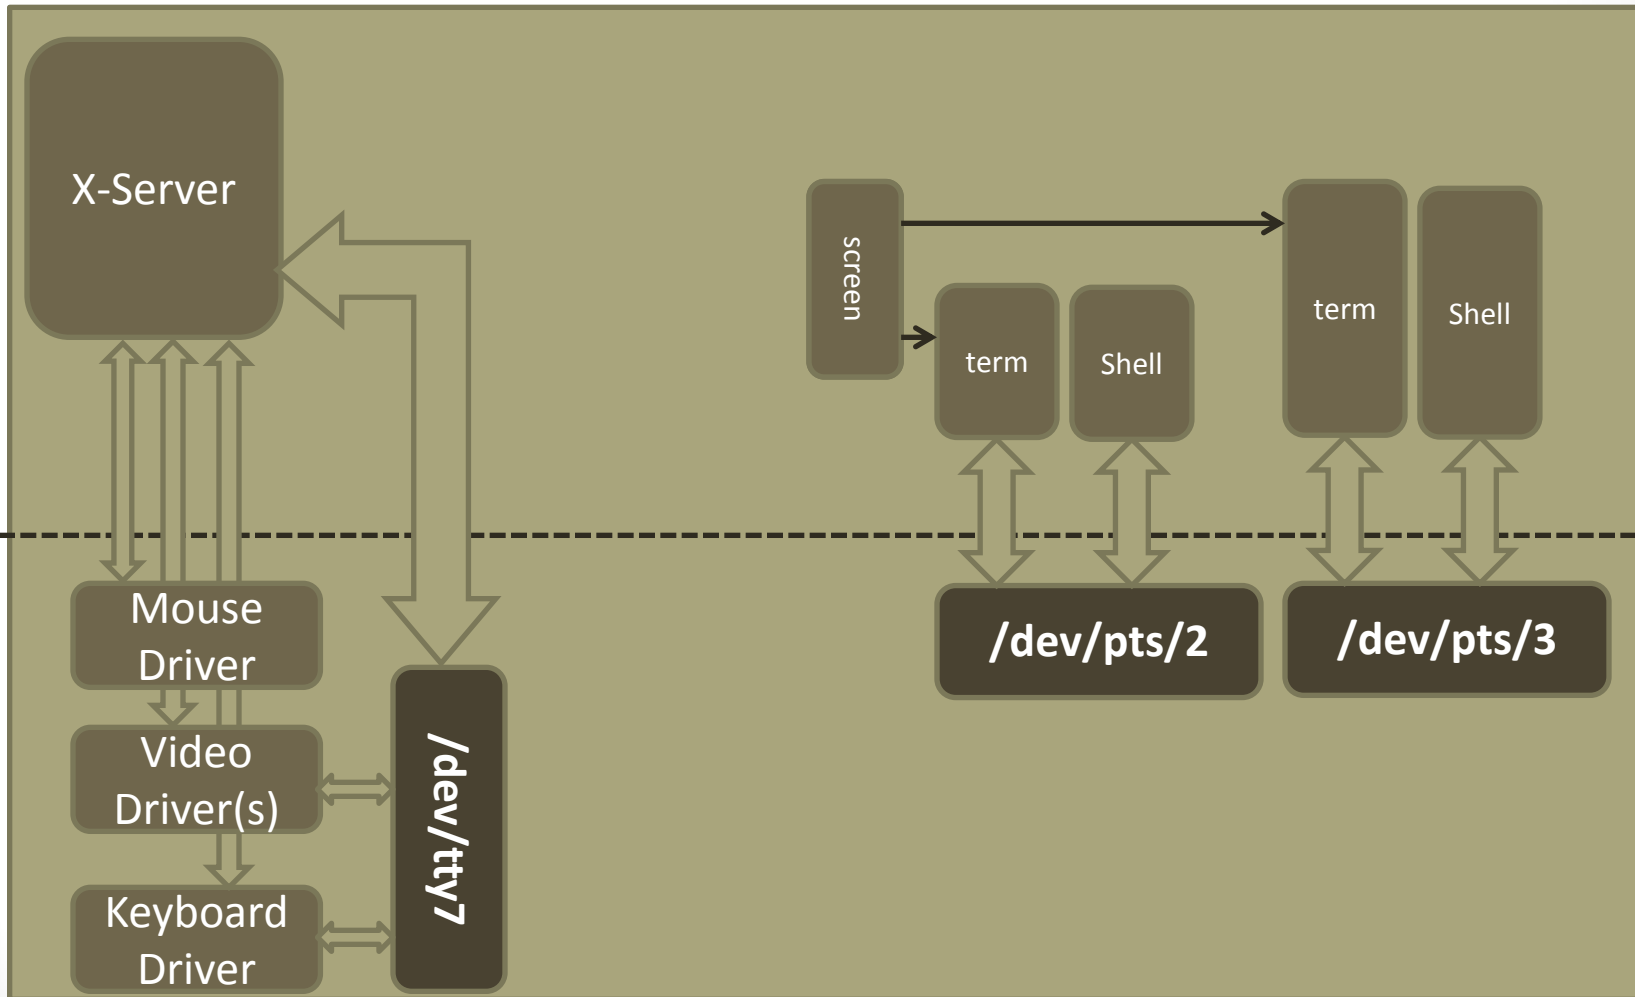 X-Server
screen
term
Shell
term
Shell
Mouse
Driver
Video
Driver(s)
Keyboard
Driver
/dev/tty7
/dev/pts/2
/dev/pts/3